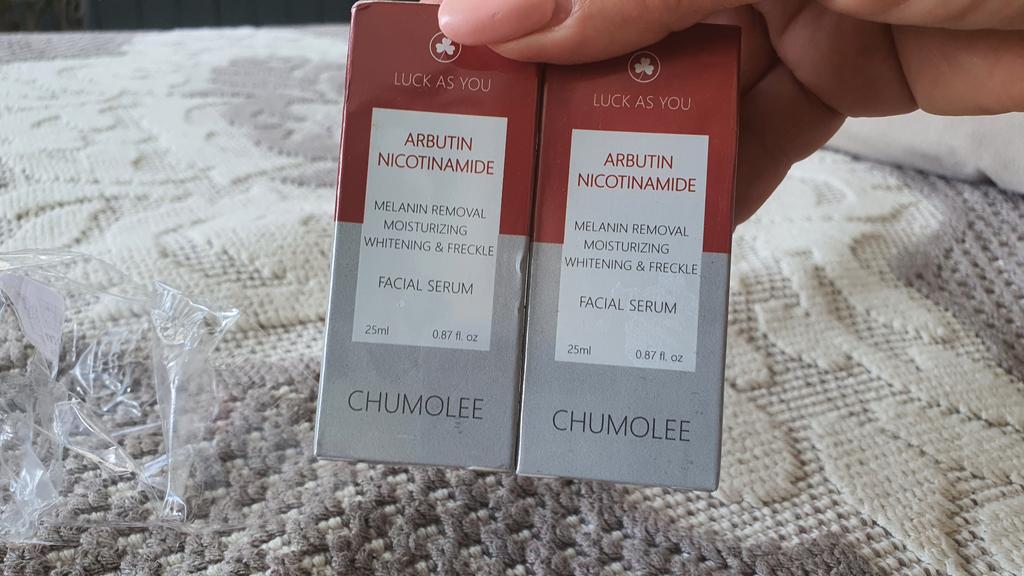 LUCK AS YOU
ARBUTIN
NICOTINAMIDE
MELANIN REMOVAL
MOISTURIZING
WHITENING & FRECKLE
FACIAL SERUM
25ml 0.87 fl. oz
CHUMOLEE
LUCK AS YOU
ARBUTIN
NICOTINAMIDE
MELANIN REMOVAL
MOISTURIZING
WHITENING & FRECKLE
FACIAL SERUM
25ml 0.87 fl. oz
CHUMOLEE